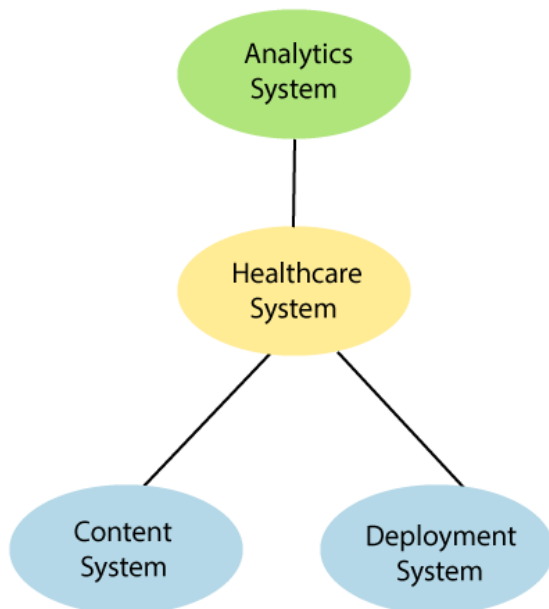 Analytics
System
Healthcare
System
Content
System
Deployment
System